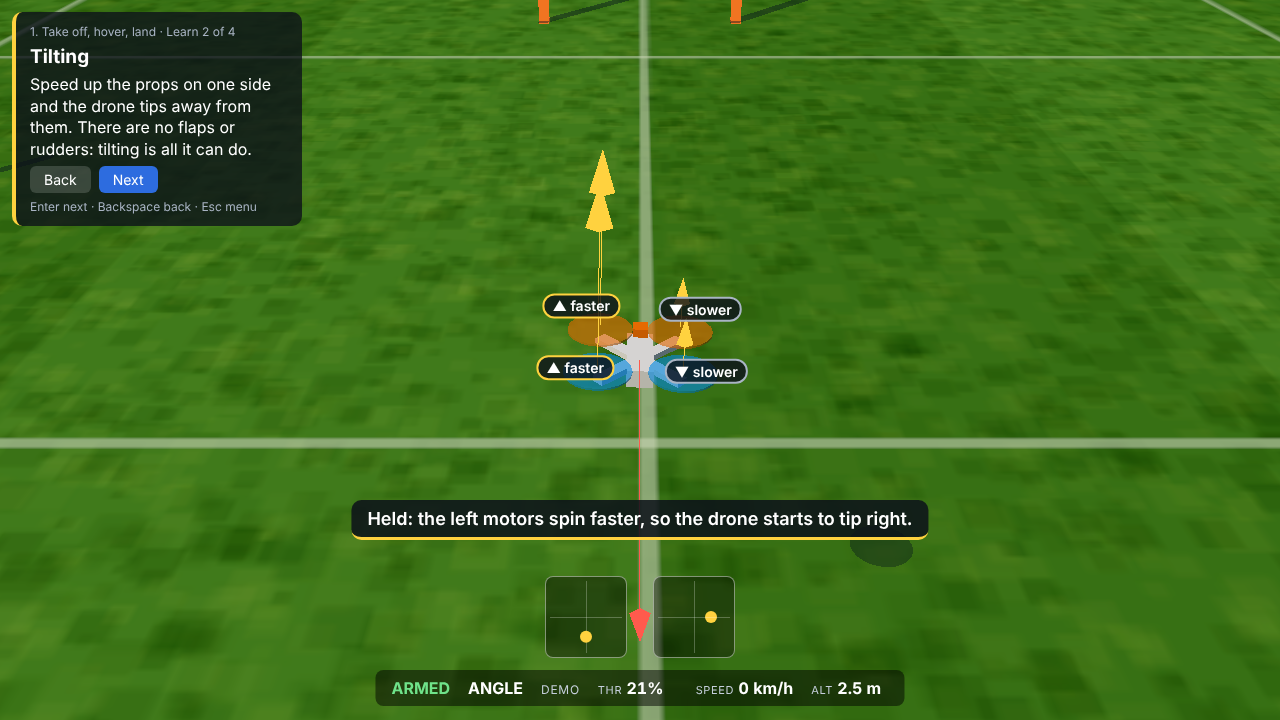 1. Take off, hover, land · Learn 2 of 4
Tilting
Speed up the props on one side
and the drone tips away from
them. There are no flaps or
rudders: tilting is all it can do.
Back Next
Enter next · Backspace back · Esc menu
▲ faster ▼ slower
▲ faster ▼ slower
Held: the left motors spin faster, so the drone starts to tip right.
ARMED ANGLE DEMO THR 21% SPEED 0 km/h ALT 2.5 m